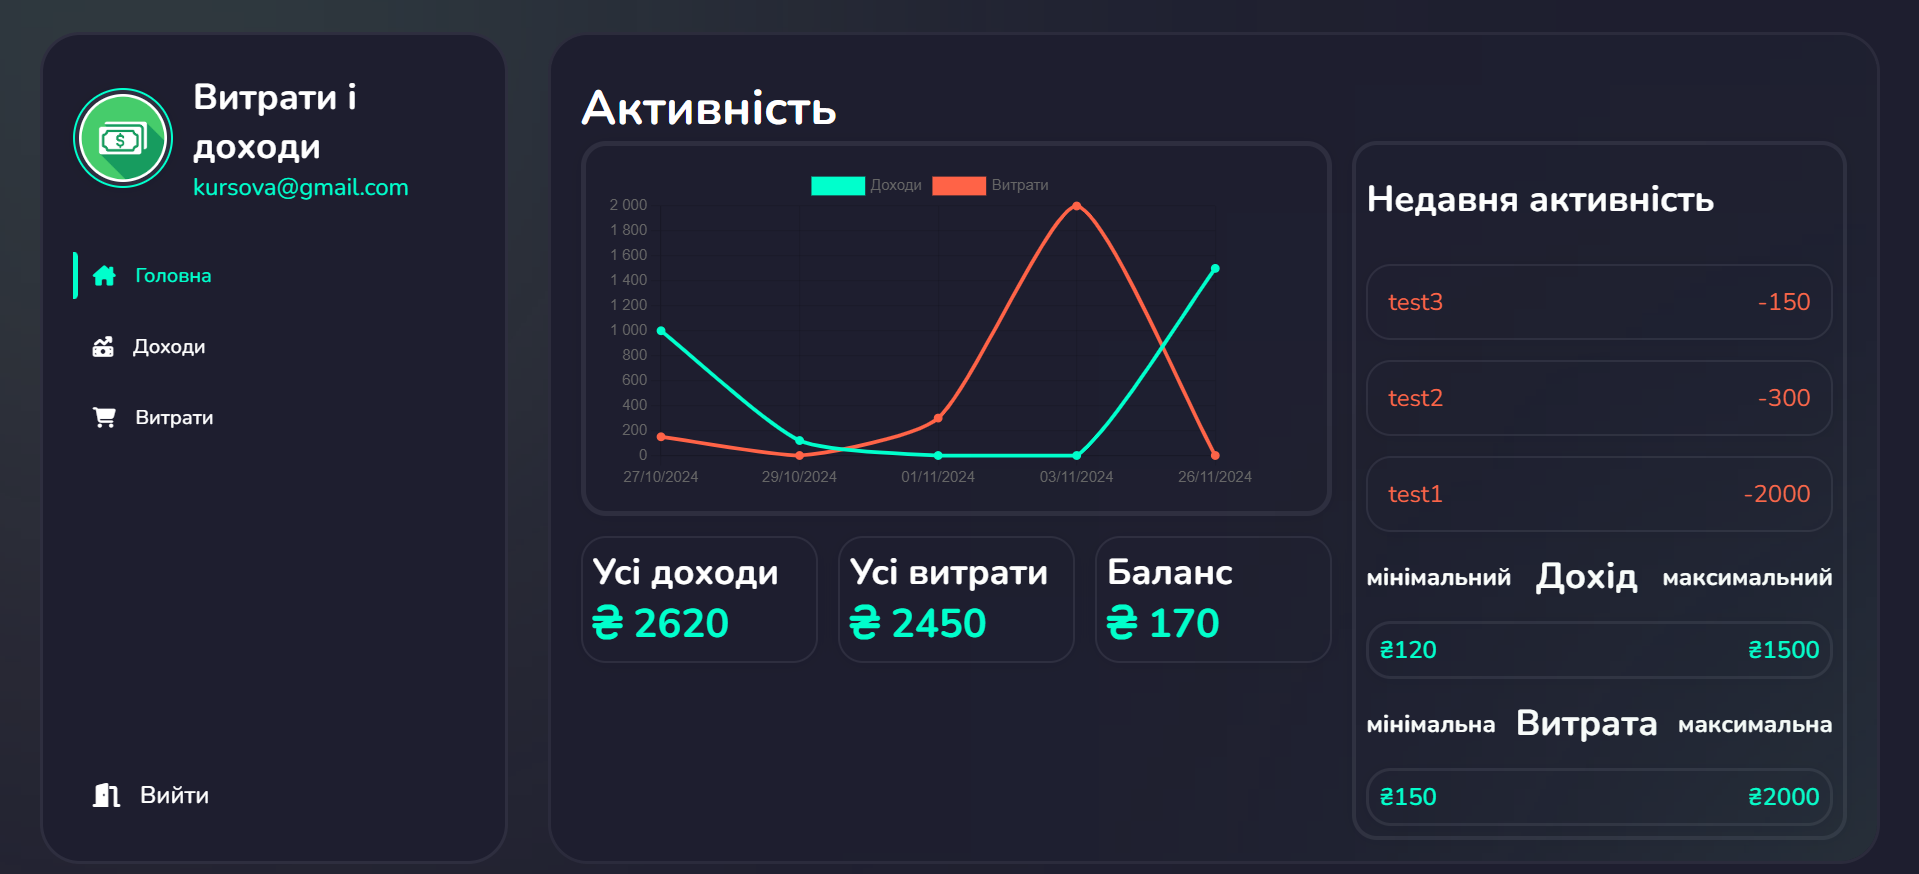 Витрати і
доходи
kursova@gmail.com
Головна
Доходи
Витрати
Вийти
Активність
Доходи Витрати
2 000
1 800
1 600
1 400
1 200
1 000
800
600
400
200
0
27/10/2024 29/10/2024 01/11/2024 03/11/2024 26/11/2024
Усі доходи
₴ 2620
Усі витрати
₴ 2450
Баланс
₴ 170
Недавня активність
test3 -150
test2 -300
test1 -2000
мінімальний Дохід максимальний
₴120 ₴1500
мінімальна Витрата максимальна
₴150 ₴2000